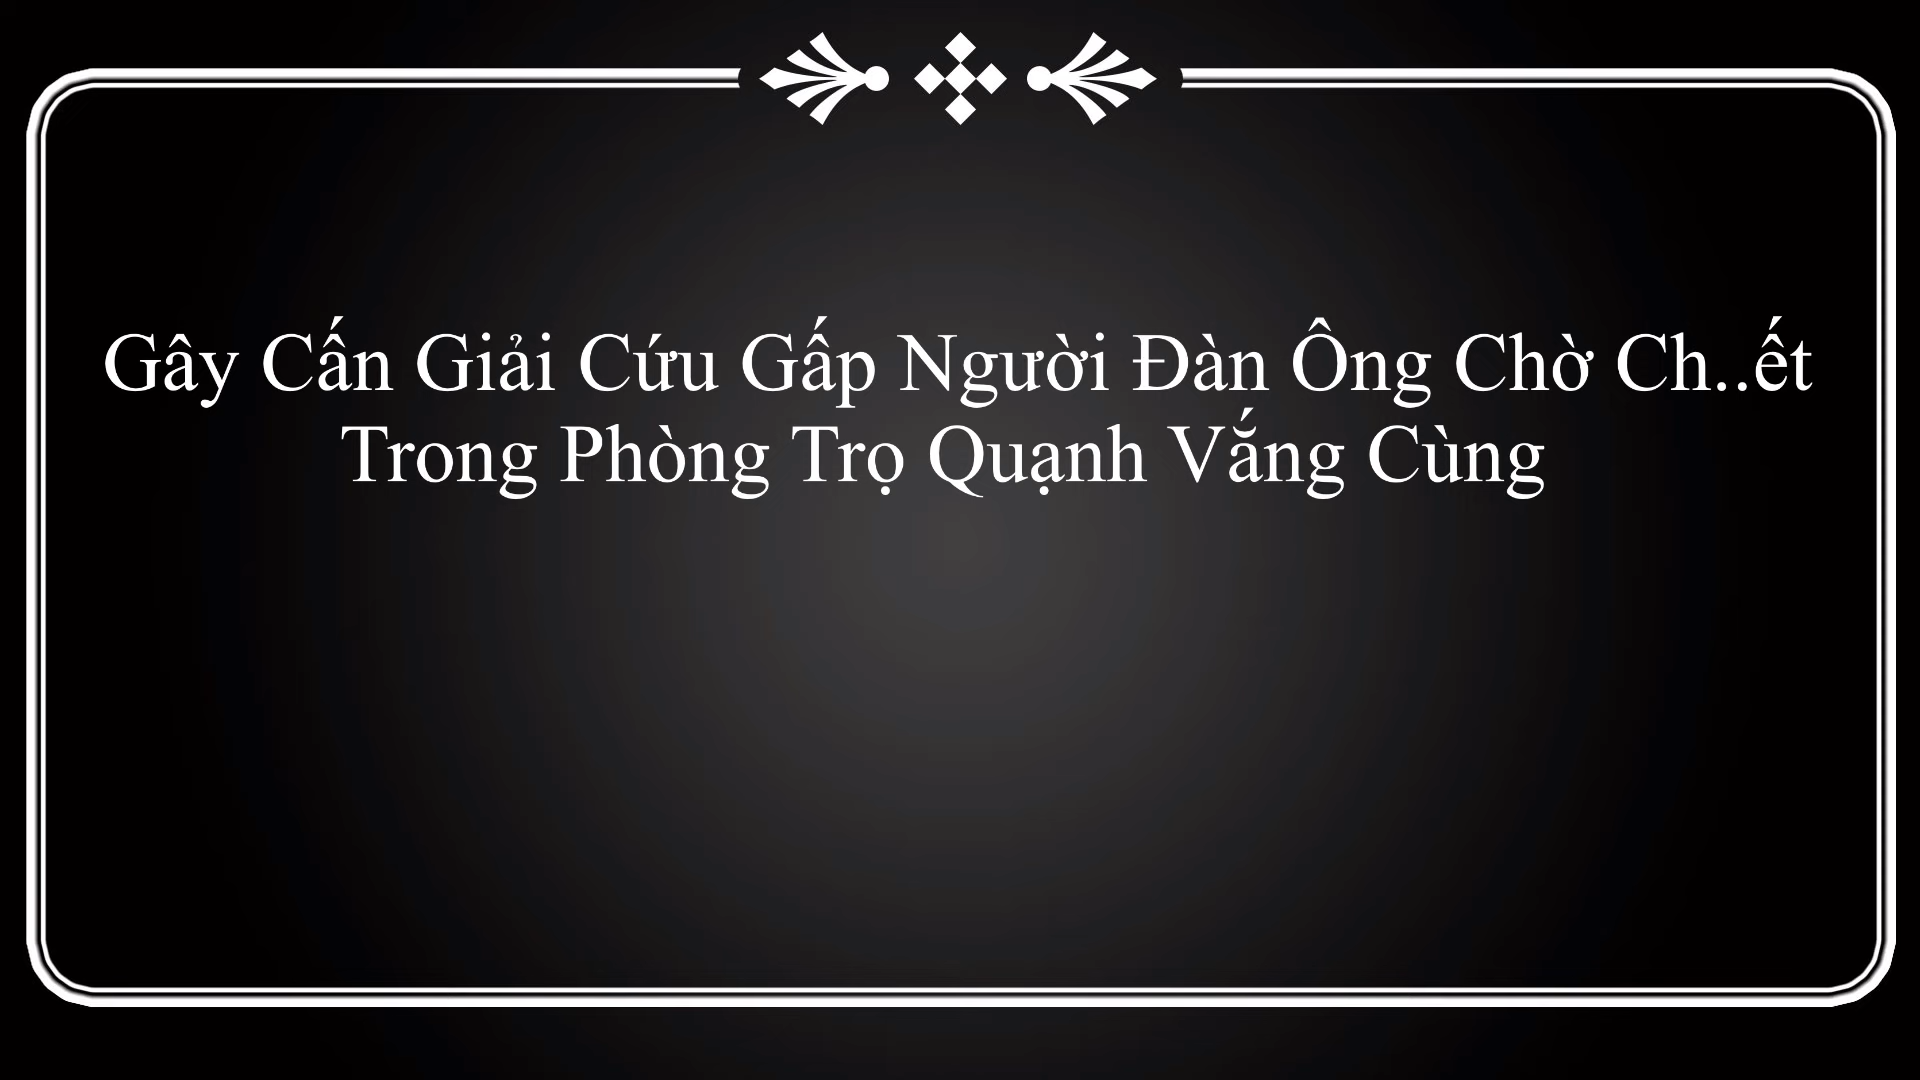 Gây Cấn Giải Cứu Gấp Người Đàn Ông Chờ Ch..ết
Trong Phòng Trọ Quạnh Vắng Cùng